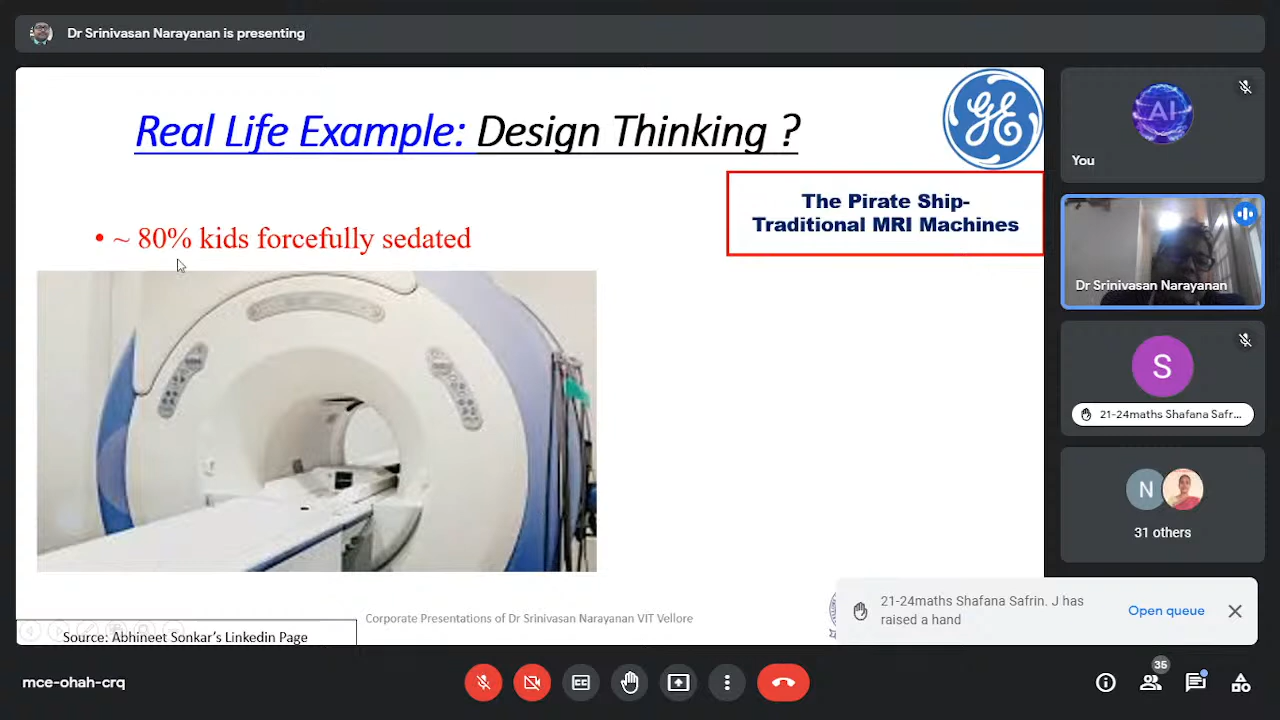 Dr Srinivasan Narayanan is presenting
Real Life Example: Design Thinking ?
GE
The Pirate Ship-
Traditional MRI Machines
• ~ 80% kids forcefully sedated
Corporate Presentations of Dr Srinivasan Narayanan VIT Vellore
Source: Abhineet Sonkar's Linkedin Page
AI
You
Dr Srinivasan Narayanan
S
21-24maths Shafana Safr...
N
31 others
21-24maths Shafana Safrin. J has
raised a hand
Open queue
mce-ohah-crq
35